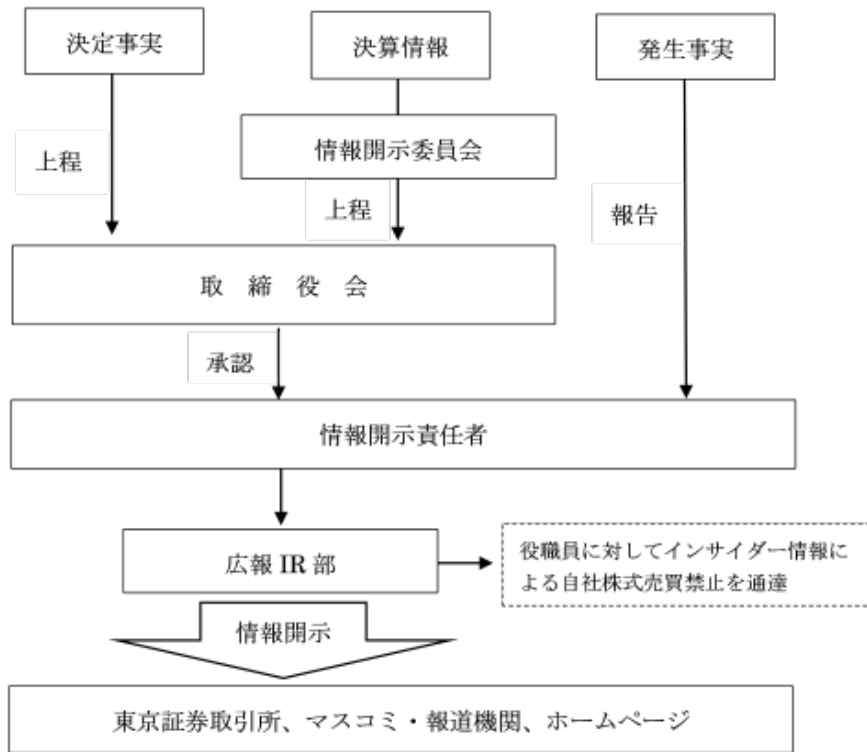 決定事実
決算情報
発生事実
情報開示委員会
上程
上程
報告
取 締 役 会
承認
情報開示責任者
広報 IR 部
役職員に対してインサイダー情報に
よる自社株式売買禁止を通達
情報開示
東京証券取引所、マスコミ・報道機関、ホームページ